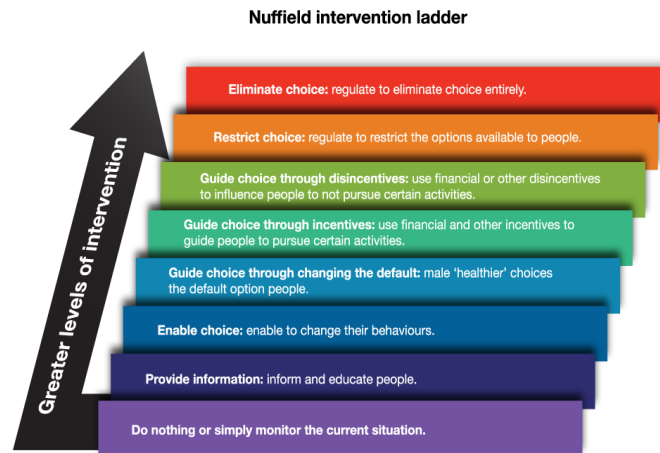 Nuffield intervention ladder
Greater levels of intervention
Eliminate choice: regulate to eliminate choice entirely.
Restrict choice: regulate to restrict the options available to people.
Guide choice through disincentives: use financial or other disincentives
to influence people to not pursue certain activities.
Guide choice through incentives: use financial and other incentives to
guide people to pursue certain activities.
Guide choice through changing the default: male ‘healthier’ choices
the default option people.
Enable choice: enable to change their behaviours.
Provide information: inform and educate people.
Do nothing or simply monitor the current situation.